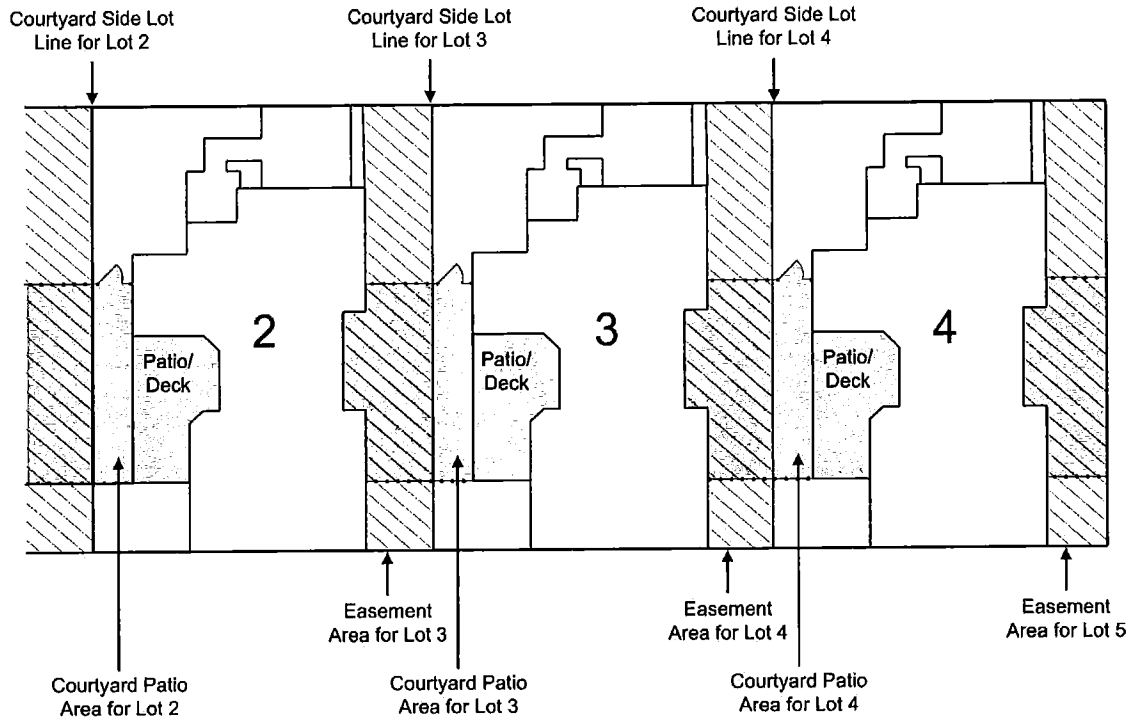 Courtyard Side Lot
Line for Lot 2
Courtyard Side Lot
Line for Lot 3
Courtyard Side Lot
Line for Lot 4
2
3
4
Patio/
Deck
Patio/
Deck
Patio/
Deck
Easement
Area for Lot 3
Easement
Area for Lot 4
Easement
Area for Lot 5
Courtyard Patio
Area for Lot 2
Courtyard Patio
Area for Lot 3
Courtyard Patio
Area for Lot 4